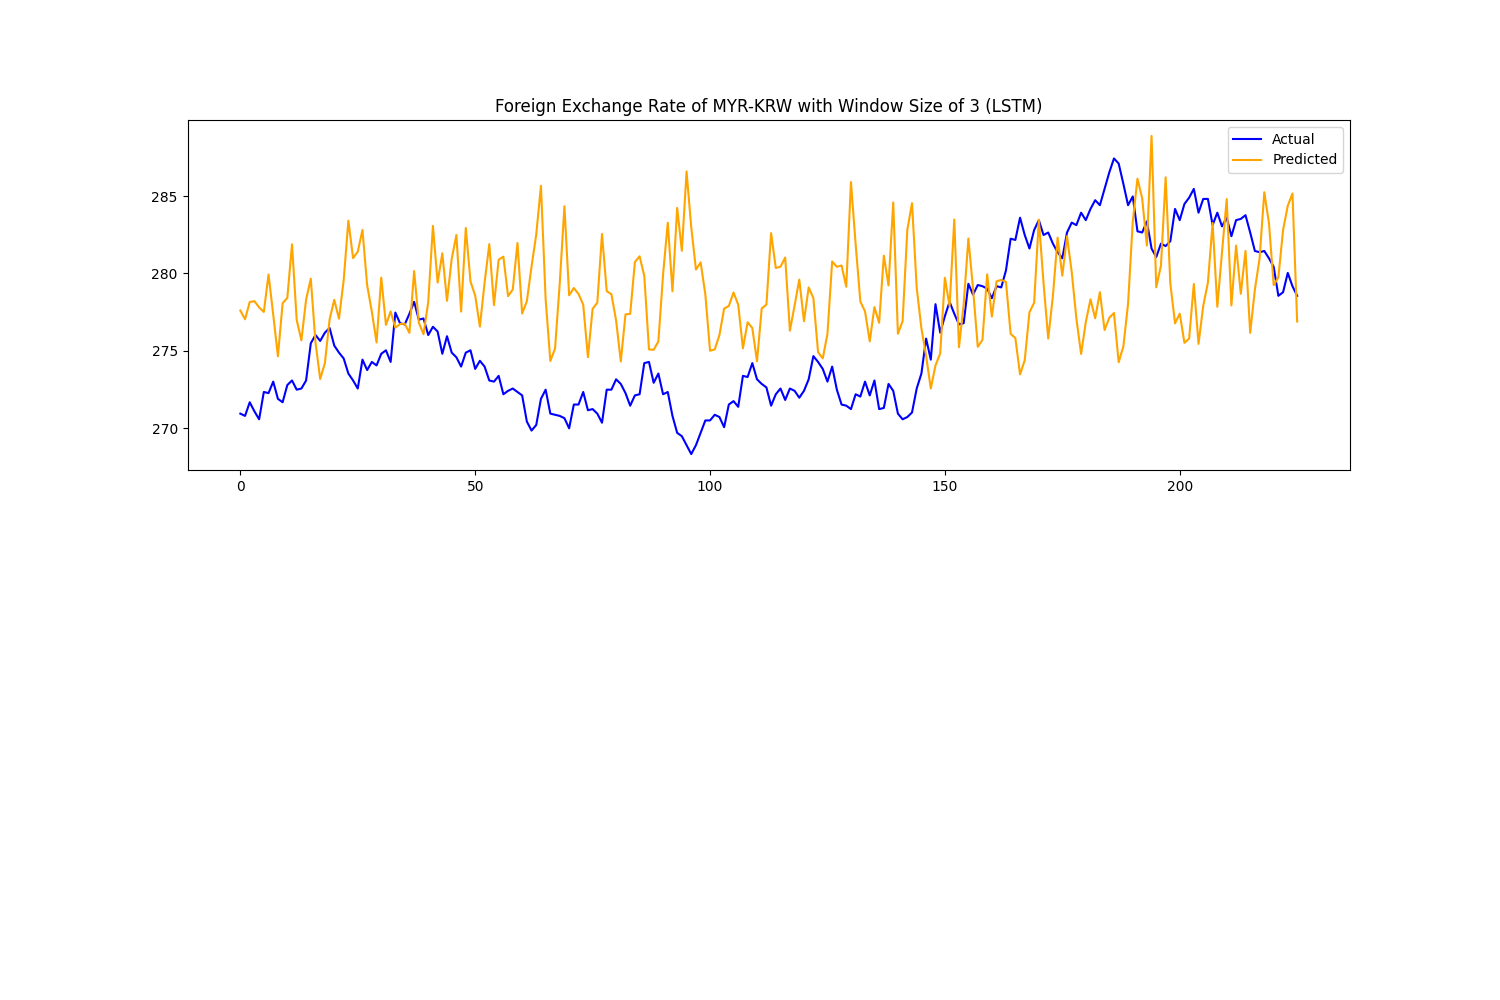 Foreign Exchange Rate of MYR-KRW with Window Size of 3 (LSTM)
Actual
Predicted
285
280
275
270
0 50 100 150 200